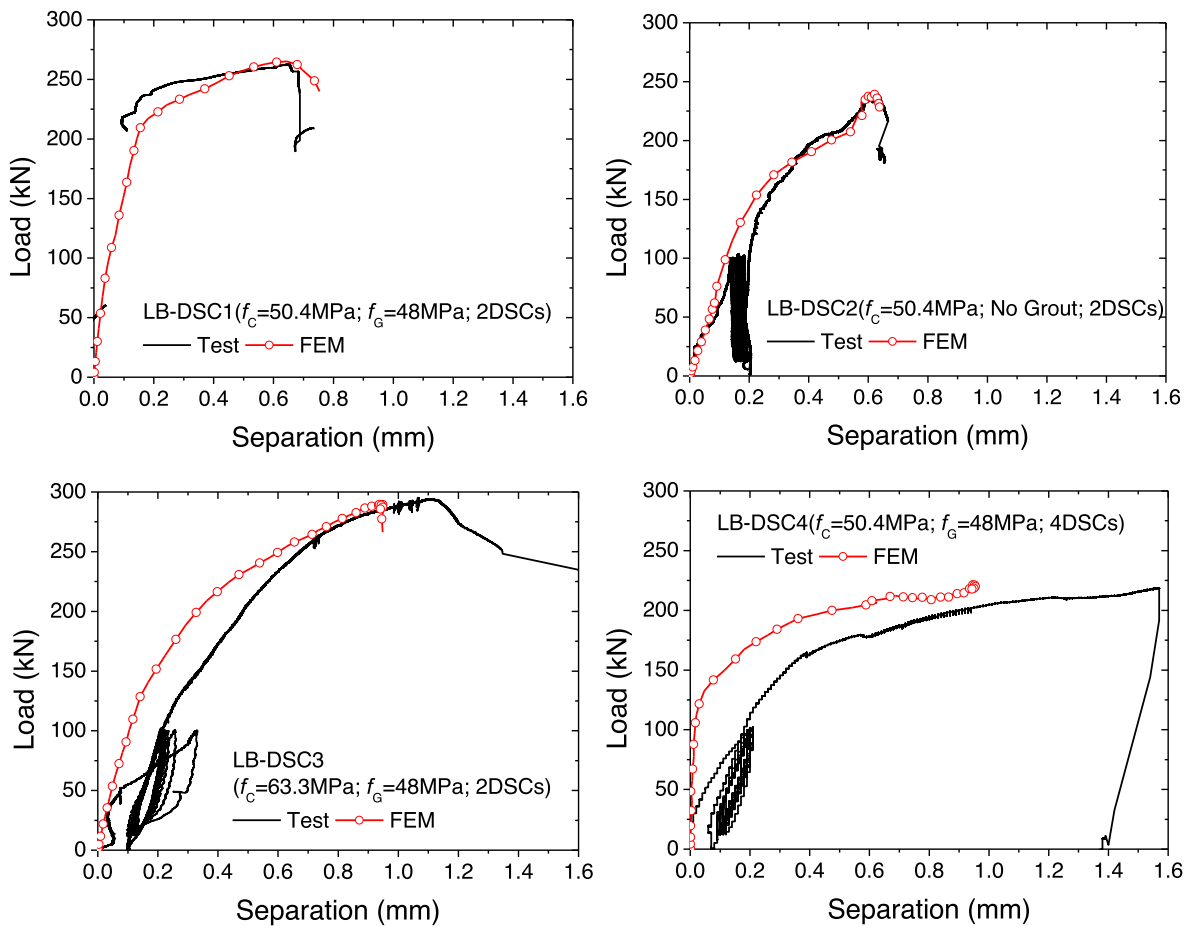 300
250
200
150
100
50
0
Load (kN)
LB-DSC1(fC=50.4MPa; fG=48MPa; 2DSCs)
Test FEM
0.0 0.2 0.4 0.6 0.8 1.0 1.2 1.4 1.6
Separation (mm)
300
250
200
150
100
50
0
Load (kN)
LB-DSC2(fC=50.4MPa; No Grout; 2DSCs)
Test FEM
0.0 0.2 0.4 0.6 0.8 1.0 1.2 1.4 1.6
Separation (mm)
300
250
200
150
100
50
0
Load (kN)
LB-DSC3
(fC=63.3MPa; fG=48MPa; 2DSCs)
Test FEM
0.0 0.2 0.4 0.6 0.8 1.0 1.2 1.4 1.6
Separation (mm)
300
250
200
150
100
50
0
Load (kN)
LB-DSC4(fC=50.4MPa; fG=48MPa; 4DSCs)
Test FEM
0.0 0.2 0.4 0.6 0.8 1.0 1.2 1.4 1.6
Separation (mm)